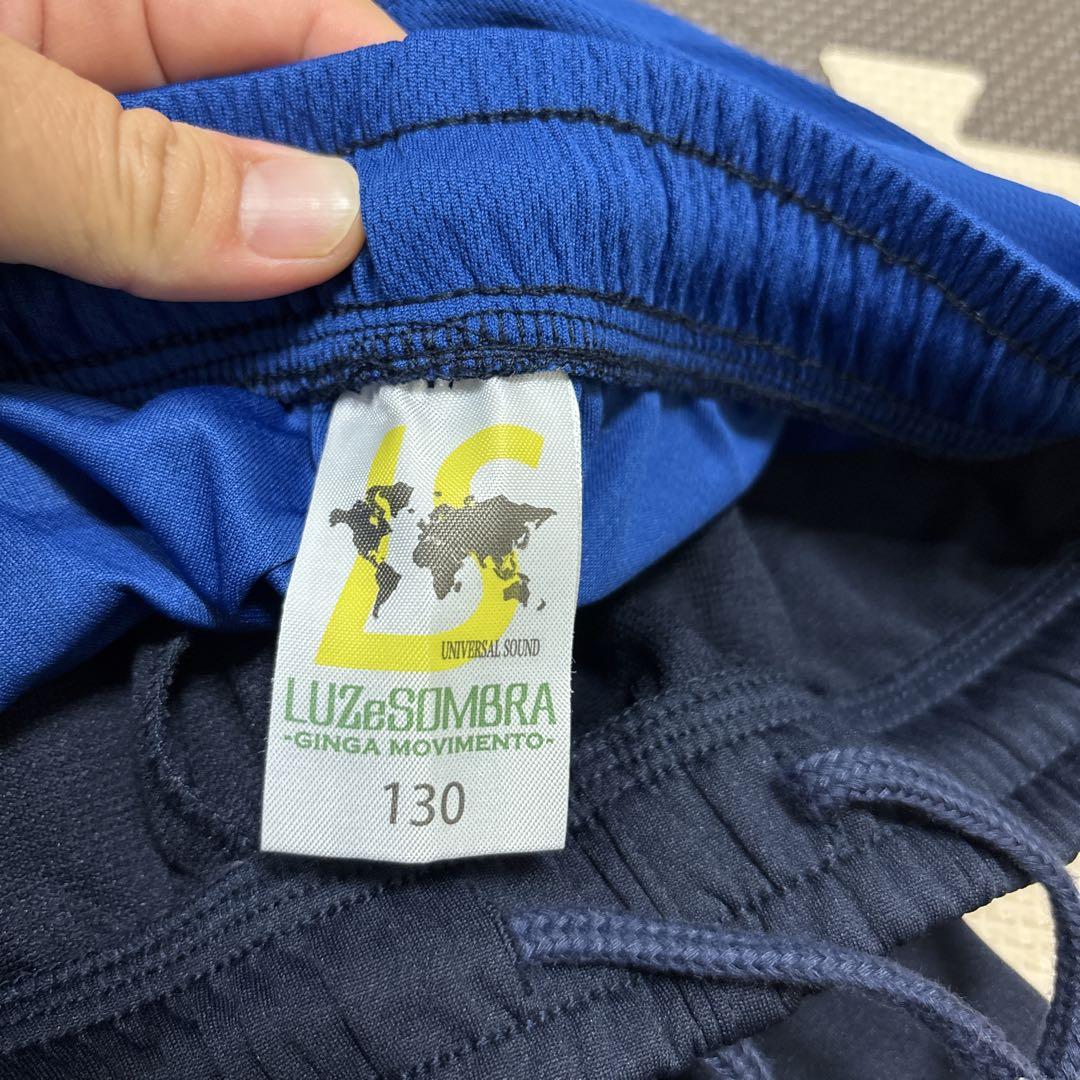 LS
UNIVERSAL SOUND
LUZeSOMBRA
-GINGA MOVIMENTO-
130